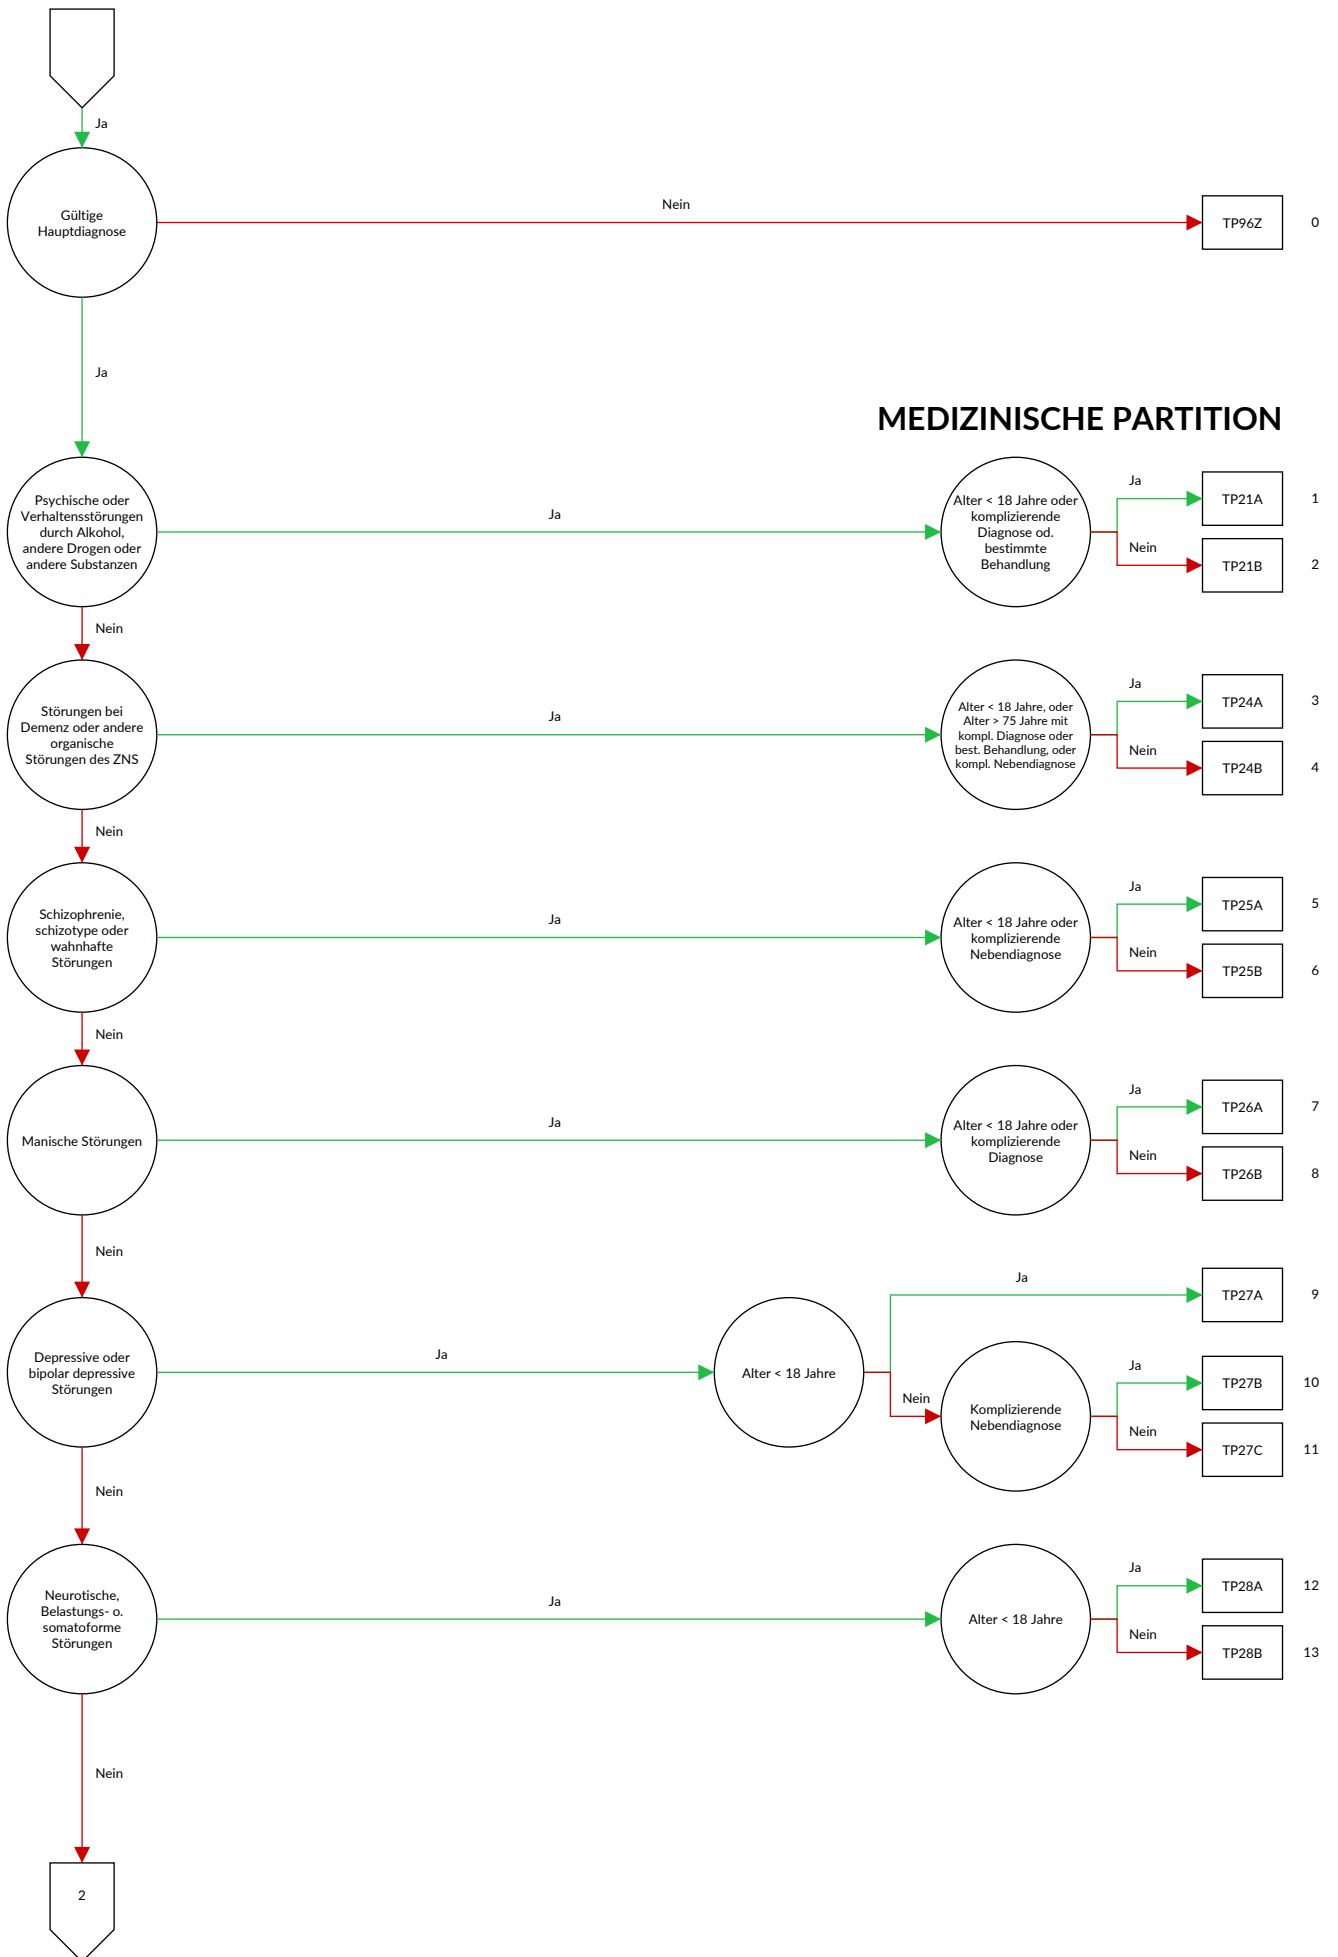 Ja
Gültige
Hauptdiagnose
Nein
TP96Z
0
Ja
MEDIZINISCHE PARTITION
Psychische oder
Verhaltensstörungen
durch Alkohol,
andere Drogen oder
andere Substanzen
Ja
Alter < 18 Jahre oder
komplizierende
Diagnose od.
bestimmte
Behandlung
Ja
TP21A
1
Nein
TP21B
2
Nein
Störungen bei
Demenz oder andere
organische
Störungen des ZNS
Ja
Alter < 18 Jahre, oder
Alter > 75 Jahre mit
kompl. Diagnose oder
best. Behandlung, oder
kompl. Nebendiagnose
Ja
TP24A
3
Nein
TP24B
4
Nein
Schizophrenie,
schizotype oder
wahnhafte
Störungen
Ja
Alter < 18 Jahre oder
komplizierende
Nebendiagnose
Ja
TP25A
5
Nein
TP25B
6
Nein
Manische Störungen
Ja
Alter < 18 Jahre oder
komplizierende
Diagnose
Ja
TP26A
7
Nein
TP26B
8
Nein
Depressive oder
bipolar depressive
Störungen
Ja
Alter < 18 Jahre
Ja
TP27A
9
Nein
Komplizierende
Nebendiagnose
Ja
TP27B
10
Nein
TP27C
11
Nein
Neurotische,
Belastungs- o.
somatoforme
Störungen
Ja
Alter < 18 Jahre
Ja
TP28A
12
Nein
TP28B
13
Nein
2